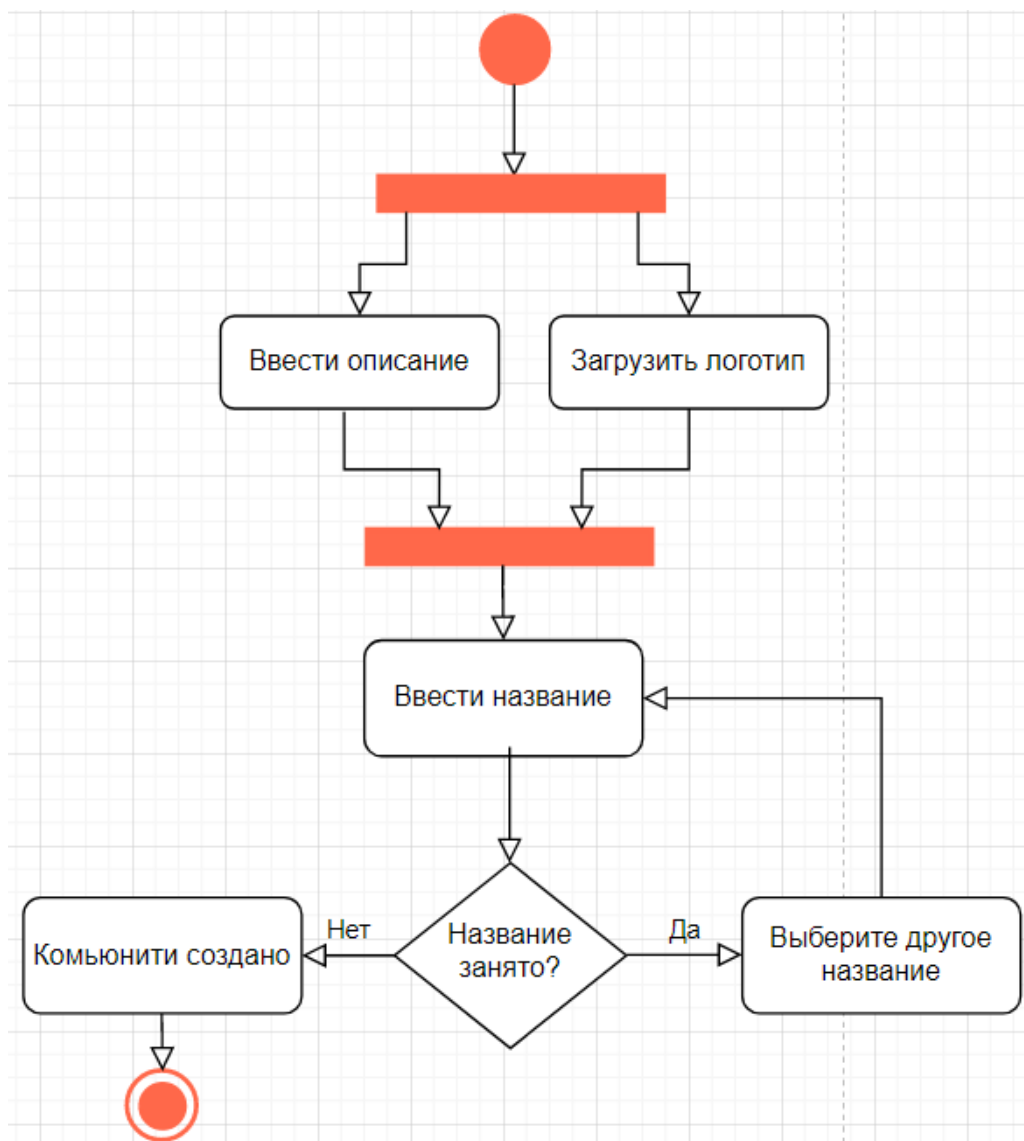 Ввести описание
Загрузить логотип
Ввести название
Нет
Название
занято?
Да
Комьюнити создано
Выберите другое
название